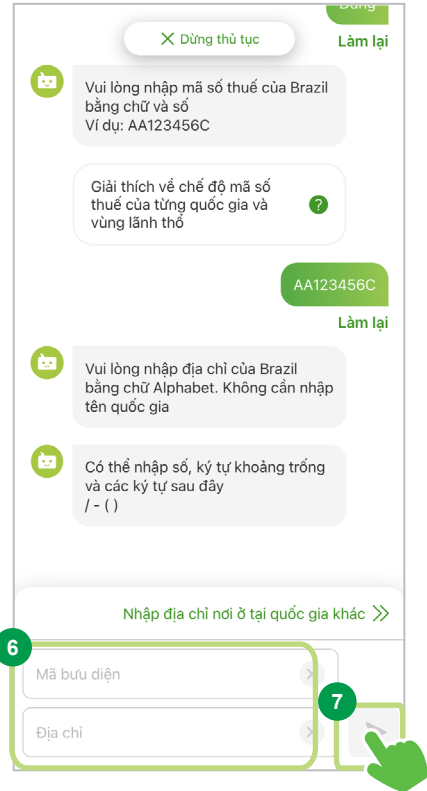 Đúng
Dừng thủ tục
Làm lại
Vui lòng nhập mã số thuế của Brazil
bằng chữ và số
Ví dụ: AA123456C
Giải thích về chế độ mã số
thuế của từng quốc gia và
vùng lãnh thổ
?
AA123456C
Làm lại
Vui lòng nhập địa chỉ của Brazil
bằng chữ Alphabet. Không cần nhập
tên quốc gia
Có thể nhập số, ký tự khoảng trống
và các ký tự sau đây
/ - ( )
Nhập địa chỉ nơi ở tại quốc gia khác
6
Mã bưu diện
7
Địa chỉ